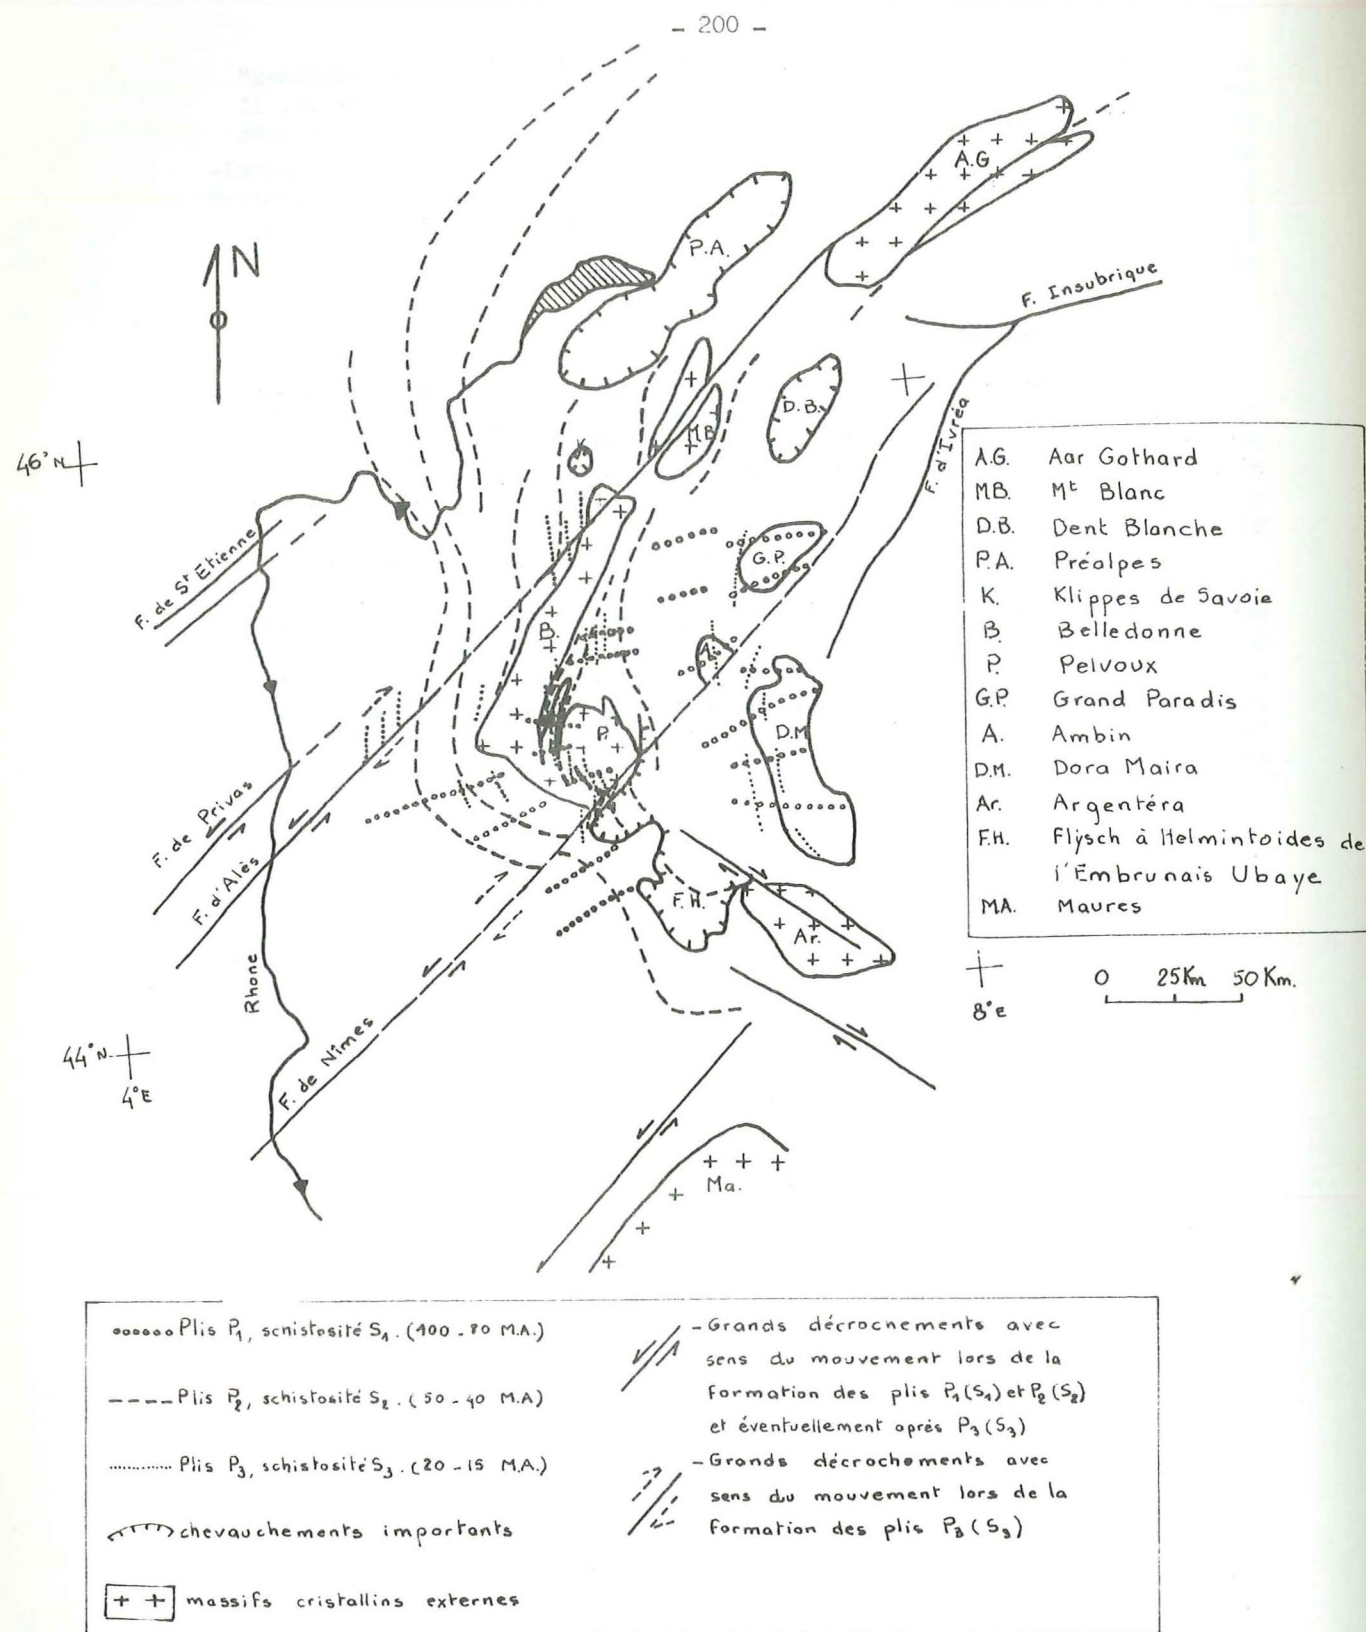 - 200 -
N
A.G
P.A.
F. Insubrique
MB
D.B.
F. d'Ivréa
46° N
K
G.P.
F. de St Etienne
B.
A.
P.
D.M
F. de Privas
F. d'Alès
F.H.
Ar.
Rhone
F. de Nîmes
44° N
4° E
8° E
0 25Km 50 Km.
Ma.
A.G. Aar Gothard
MB. Mt Blanc
D.B. Dent Blanche
P.A. Préalpes
K. Klippes de Savoie
B. Belledonne
P. Pelvoux
G.P. Grand Paradis
A. Ambin
D.M. Dora Maira
Ar. Argentéra
F.H. Flysch à Helmintoides de
l'Embrunais Ubaye
MA. Maures
Plis P1, schistosité S1. (100 - 80 M.A.)
Plis P2, schistosité S2. (50 - 40 M.A)
Plis P3, schistosité S3. (20 - 15 M.A.)
chevauchements importants
massifs cristallins externes
- Grands décrochements avec
sens du mouvement lors de la
formation des plis P1 (S1) et P2 (S2)
et éventuellement aprés P3 (S3)
- Grands décrochements avec
sens du mouvement lors de la
formation des plis P3 (S3)